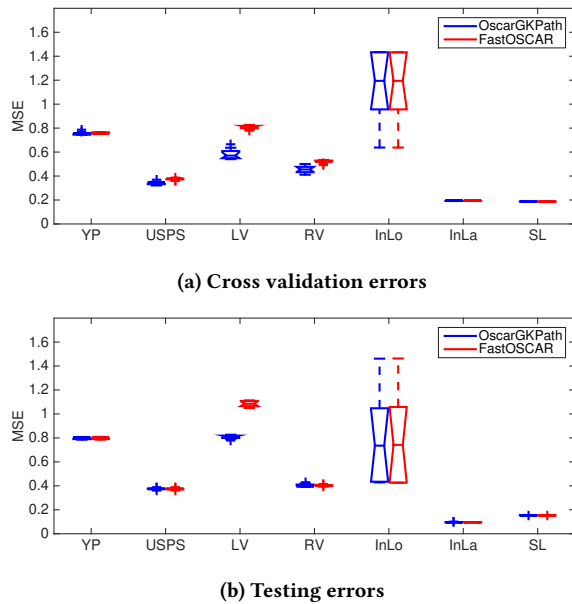 1.6
1.4
1.2
1
0.8
0.6
0.4
0.2
0
MSE
OscarGKPath
FastOSCAR
YP USPS LV RV InLo InLa SL
(a) Cross validation errors
1.6
1.4
1.2
1
0.8
0.6
0.4
0.2
0
MSE
OscarGKPath
FastOSCAR
YP USPS LV RV InLo InLa SL
(b) Testing errors